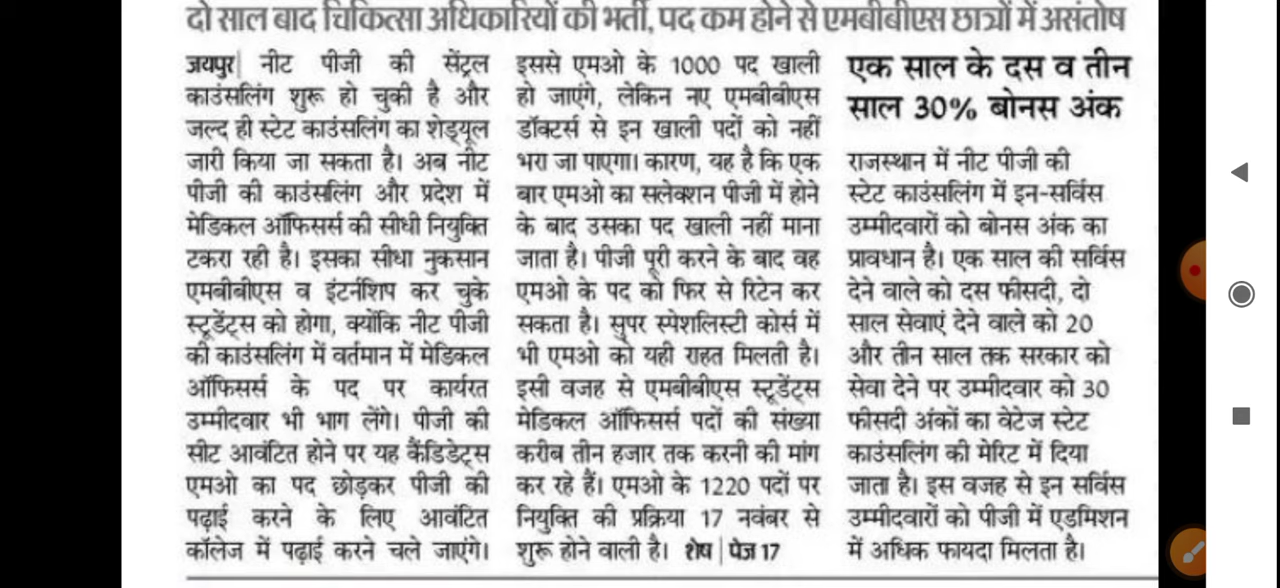 दो साल बाद चिकित्सा अधिकारियों की भर्ती, पद कम होने से एमबीबीएस छात्रों में असंतोष
जयपुर| नीट पीजी की सेंट्रल
काउंसलिंग शुरू हो चुकी है और
जल्द ही स्टेट काउंसलिंग का शेड्यूल
जारी किया जा सकता है। अब नीट
पीजी की काउंसलिंग और प्रदेश में
मेडिकल ऑफिसर्स की सीधी नियुक्ति
टकरा रही है। इसका सीधा नुकसान
एमबीबीएस व इंटर्नशिप कर चुके
स्टूडेंट्स को होगा, क्योंकि नीट पीजी
की काउंसलिंग में वर्तमान में मेडिकल
ऑफिसर्स के पद पर कार्यरत
उम्मीदवार भी भाग लेंगे। पीजी की
सीट आवंटित होने पर यह कैंडिडेट्स
एमओ का पद छोड़कर पीजी की
पढ़ाई करने के लिए आवंटित
कॉलेज में पढ़ाई करने चले जाएंगे।
इससे एमओ के 1000 पद खाली
हो जाएंगे, लेकिन नए एमबीबीएस
डॉक्टर्स से इन खाली पदों को नहीं
भरा जा पाएगा। कारण, यह है कि एक
बार एमओ का सलेक्शन पीजी में होने
के बाद उसका पद खाली नहीं माना
जाता है। पीजी पूरी करने के बाद वह
एमओ के पद को फिर से रिटेन कर
सकता है। सुपर स्पेशलिस्टी कोर्स में
भी एमओ को यही राहत मिलती है।
इसी वजह से एमबीबीएस स्टूडेंट्स
मेडिकल ऑफिसर्स पदों की संख्या
करीब तीन हजार तक करनी की मांग
कर रहे हैं। एमओ के 1220 पदों पर
नियुक्ति की प्रक्रिया 17 नवंबर से
शुरू होने वाली है। शेष | पेज 17
एक साल के दस व तीन
साल 30% बोनस अंक
राजस्थान में नीट पीजी की
स्टेट काउंसलिंग में इन-सर्विस
उम्मीदवारों को बोनस अंक का
प्रावधान है। एक साल की सर्विस
देने वाले को दस फीसदी, दो
साल सेवाएं देने वाले को 20
और तीन साल तक सरकार को
सेवा देने पर उम्मीदवार को 30
फीसदी अंकों का वेटेज स्टेट
काउंसलिंग की मेरिट में दिया
जाता है। इस वजह से इन सर्विस
उम्मीदवारों को पीजी में एडमिशन
में अधिक फायदा मिलता है।